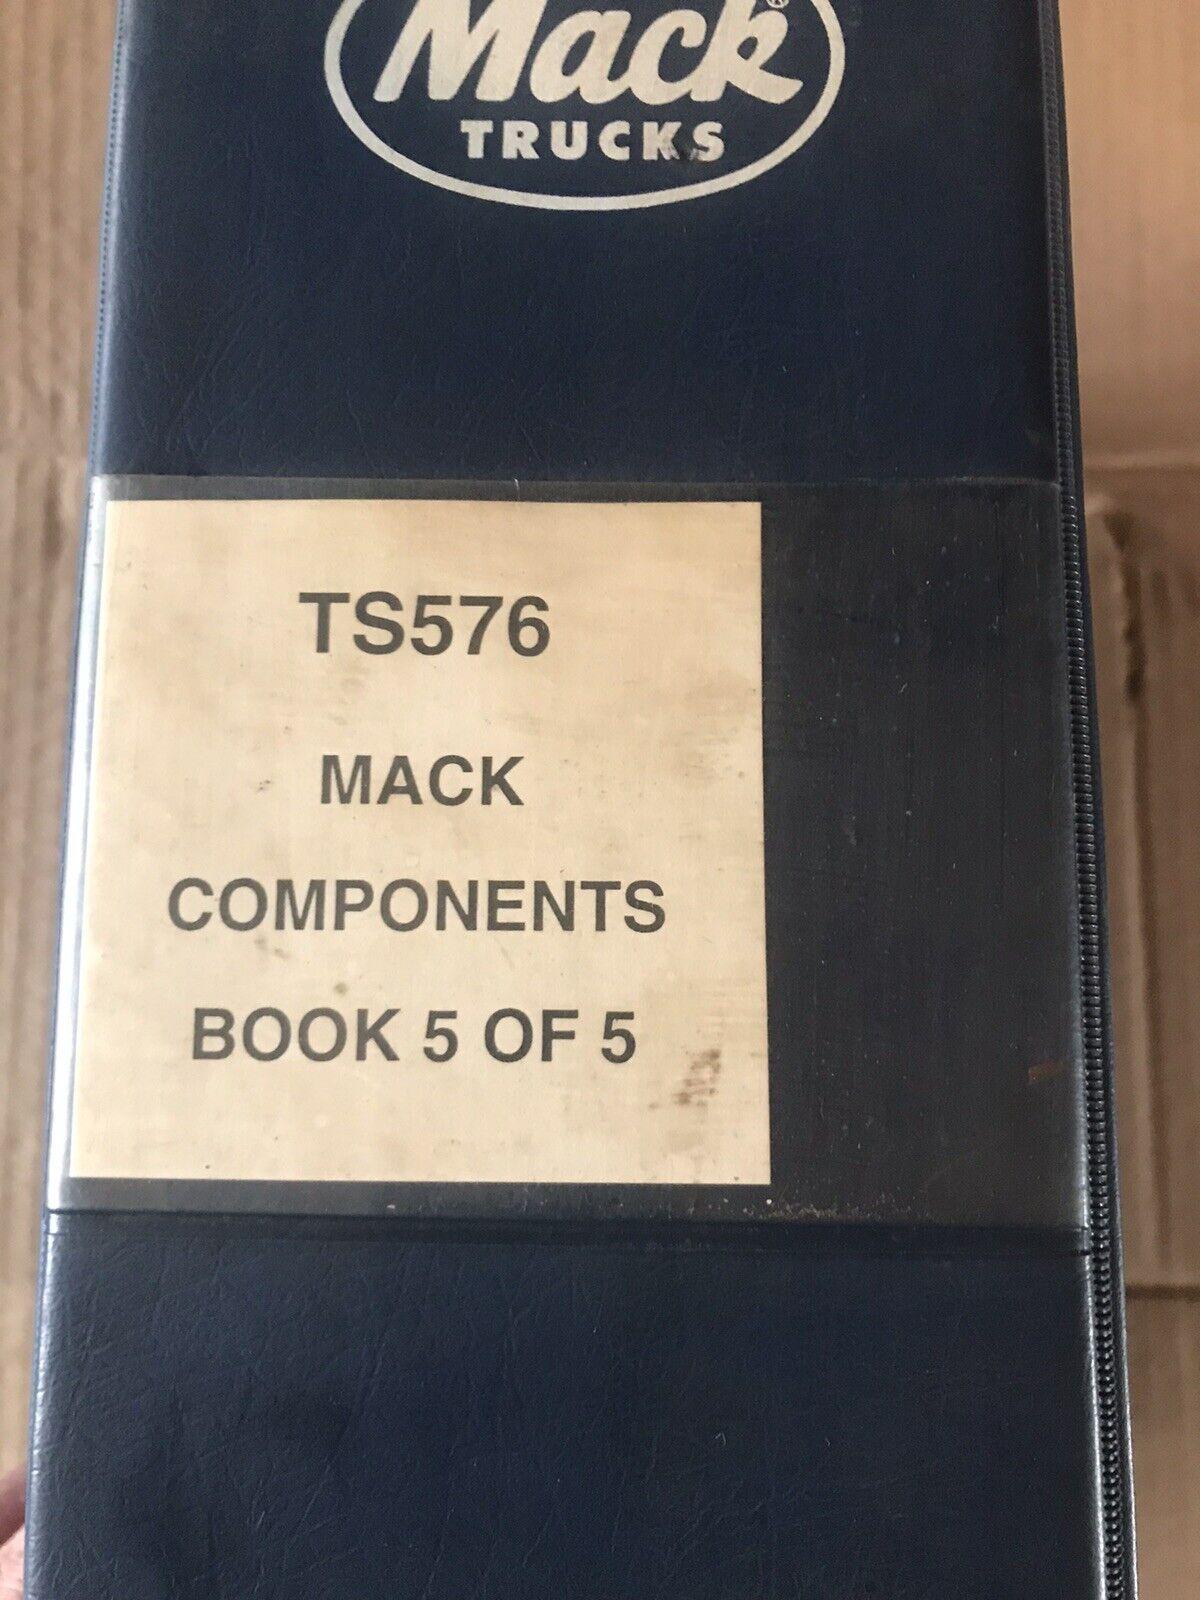 Mack®
TRUCKS
TS576
MACK
COMPONENTS
BOOK 5 OF 5